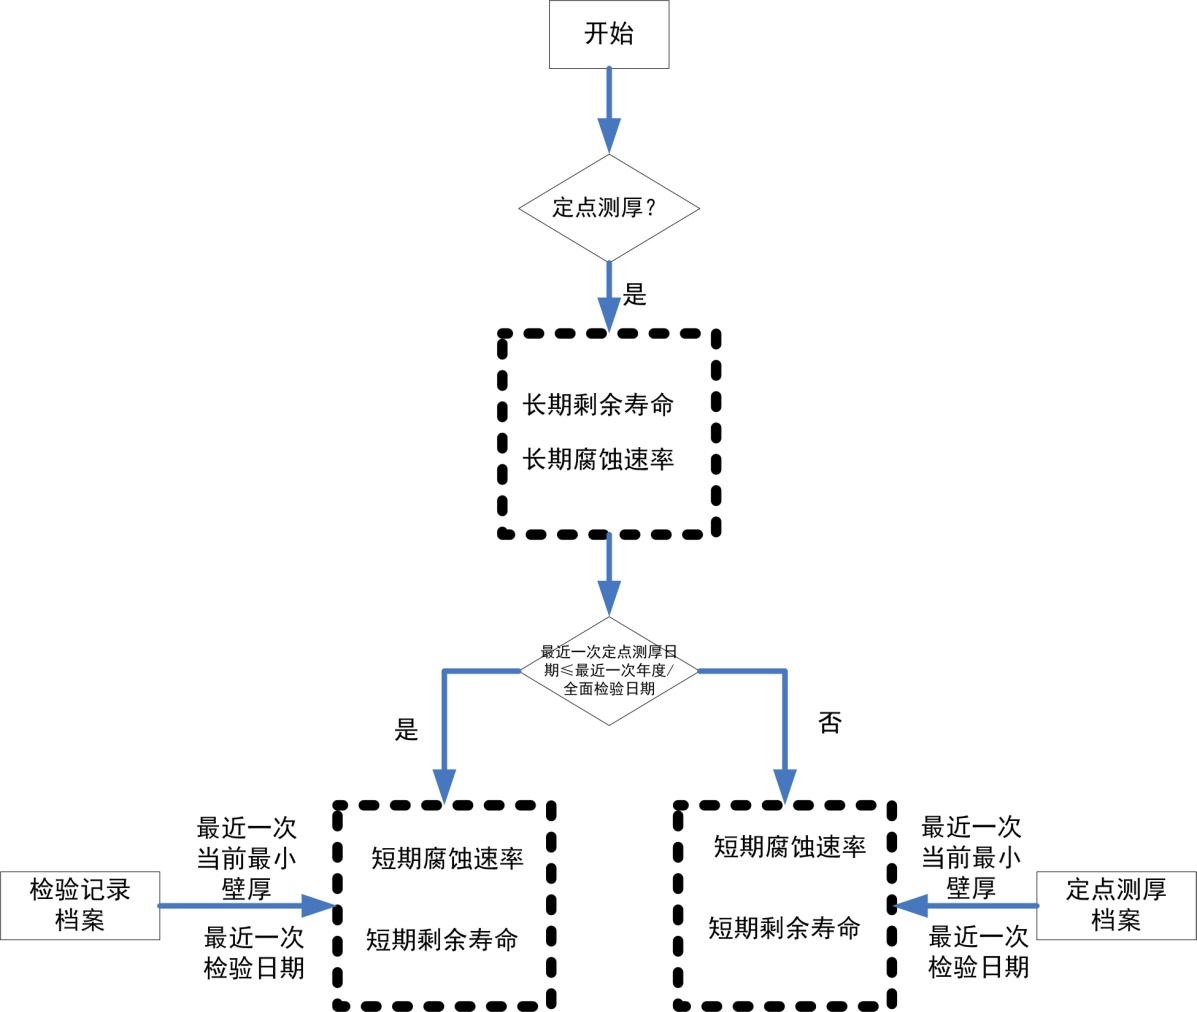 开始
定点测厚？
是
长期剩余寿命
长期腐蚀速率
最近一次定点测厚日
期≤最近一次年度/
全面检验日期
是
否
最近一次
当前最小
壁厚
检验记录
档案
最近一次
检验日期
短期腐蚀速率
短期剩余寿命
短期腐蚀速率
短期剩余寿命
最近一次
当前最小
壁厚
定点测厚
档案
最近一次
检验日期